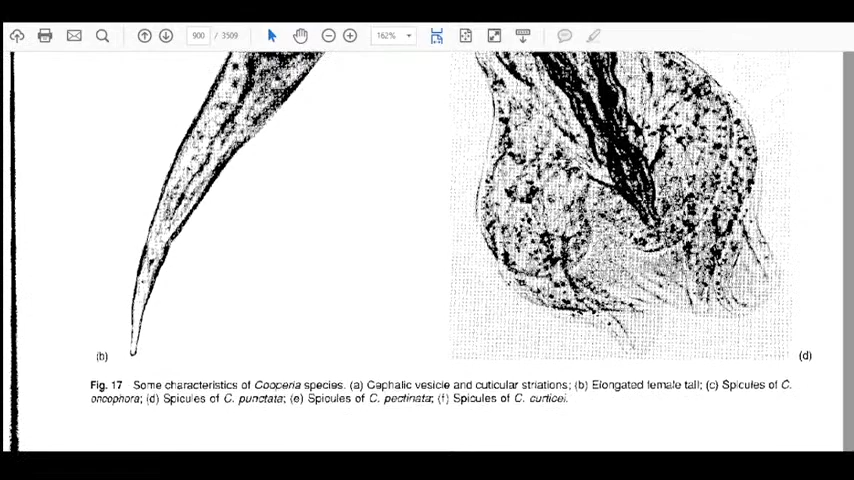 900 / 3509
162%
(b)
(d)
Fig. 17 Some characteristics of Cooperia species. (a) Cephalic vesicle and cuticular striations; (b) Elongated female tail; (c) Spicules of C.
oncophora; (d) Spicules of C. punctata; (e) Spicules of C. pectinata; (f) Spicules of C. curticei.